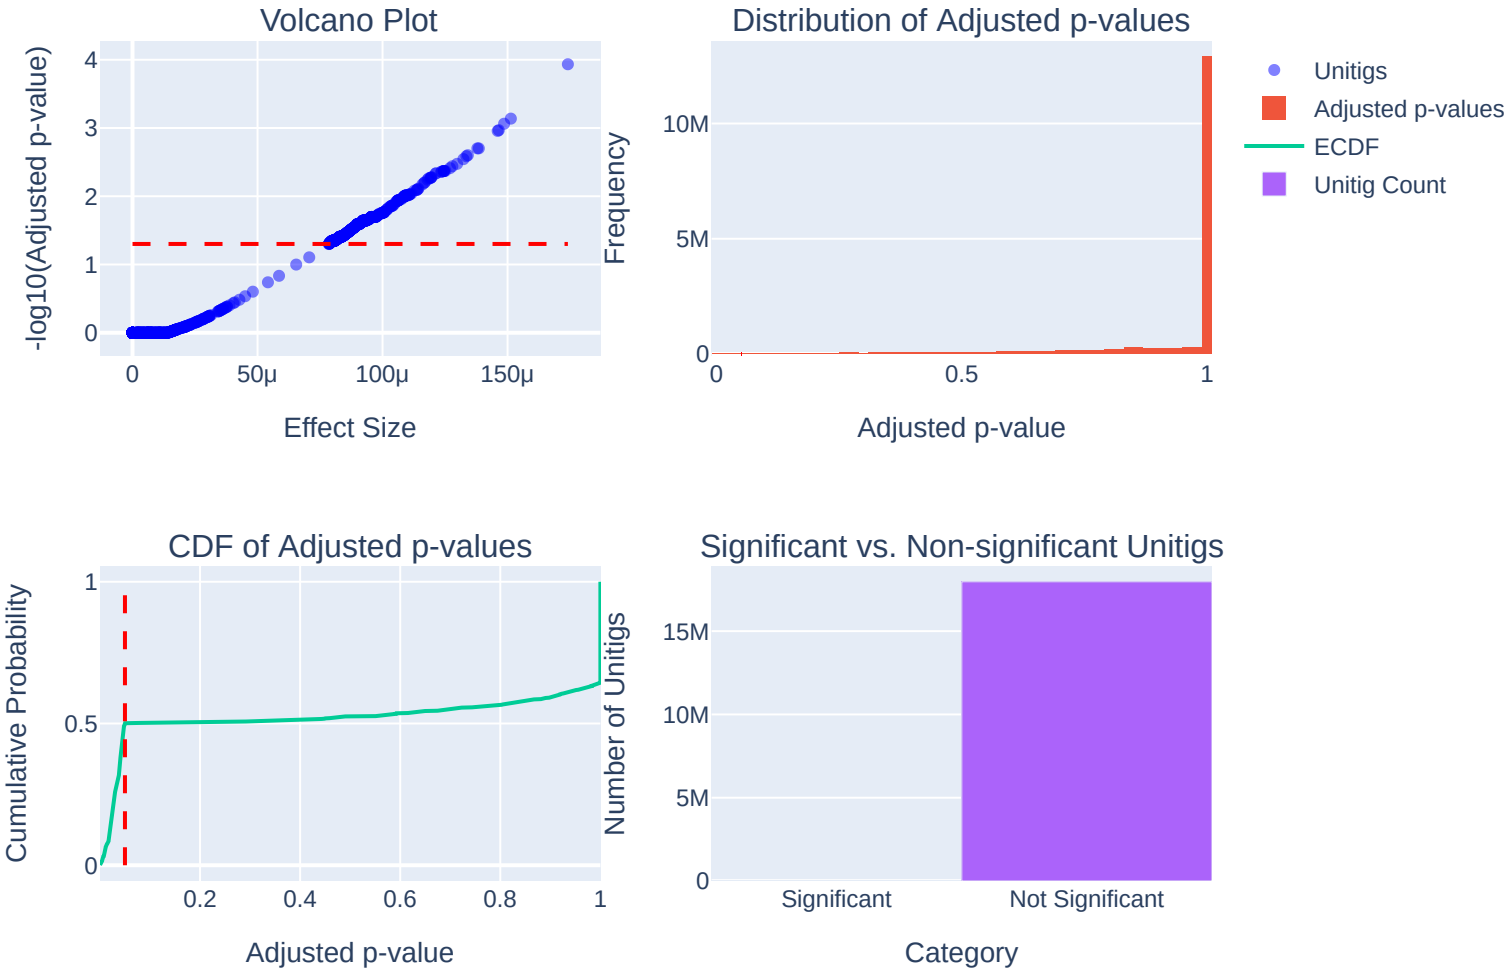 Volcano Plot
-log10(Adjusted p-value)
4
3
2
1
0
0
50μ
100μ
150μ
Effect Size
Distribution of Adjusted p-values
Frequency
10M
5M
0
0
0.5
1
Adjusted p-value
Unitigs
Adjusted p-values
ECDF
Unitig Count
CDF of Adjusted p-values
Cumulative Probability
1
0.5
0
0.2
0.4
0.6
0.8
1
Adjusted p-value
Significant vs. Non-significant Unitigs
Number of Unitigs
15M
10M
5M
0
Significant
Not Significant
Category